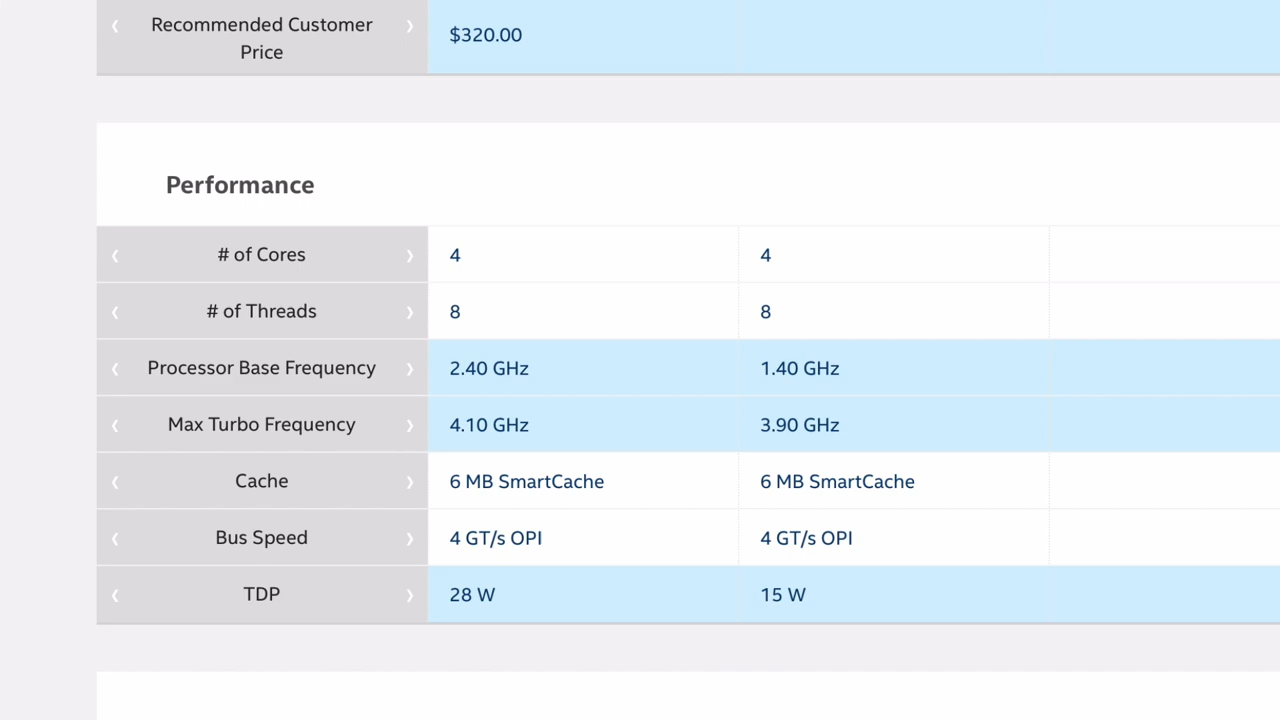 Recommended Customer
Price
$320.00
Performance
# of Cores 4 4
# of Threads 8 8
Processor Base Frequency 2.40 GHz 1.40 GHz
Max Turbo Frequency 4.10 GHz 3.90 GHz
Cache 6 MB SmartCache 6 MB SmartCache
Bus Speed 4 GT/s OPI 4 GT/s OPI
TDP 28 W 15 W